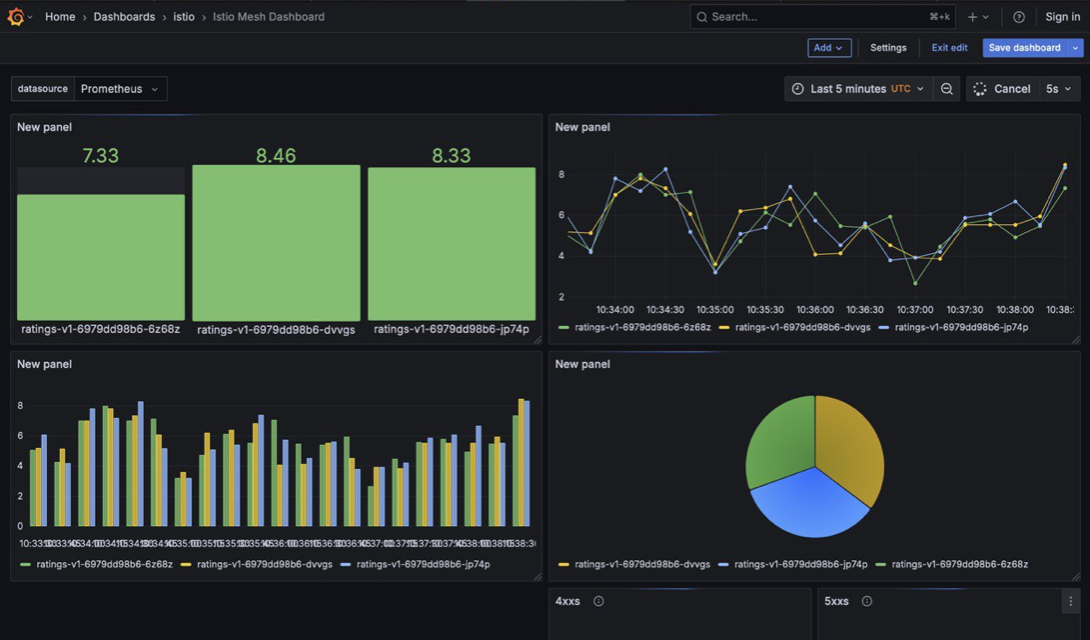 Home › Dashboards › istio › Istio Mesh Dashboard
Search... ⌘+k
Sign in
Add
Settings
Exit edit
Save dashboard
datasource Prometheus
Last 5 minutes UTC
Cancel 5s
New panel
7.33 8.46 8.33
ratings-v1-6979dd98b6-6z68z ratings-v1-6979dd98b6-dvvgs ratings-v1-6979dd98b6-jp74p
New panel
8
6
4
2
10:34:00 10:34:30 10:35:00 10:35:30 10:36:00 10:36:30 10:37:00 10:37:30 10:38:00 10:38:
ratings-v1-6979dd98b6-6z68z ratings-v1-6979dd98b6-dvvgs ratings-v1-6979dd98b6-jp74p
New panel
8
6
4
2
0
ratings-v1-6979dd98b6-6z68z ratings-v1-6979dd98b6-dvvgs ratings-v1-6979dd98b6-jp74p
New panel
ratings-v1-6979dd98b6-dvvgs ratings-v1-6979dd98b6-jp74p ratings-v1-6979dd98b6-6z68z
4xxs
5xxs